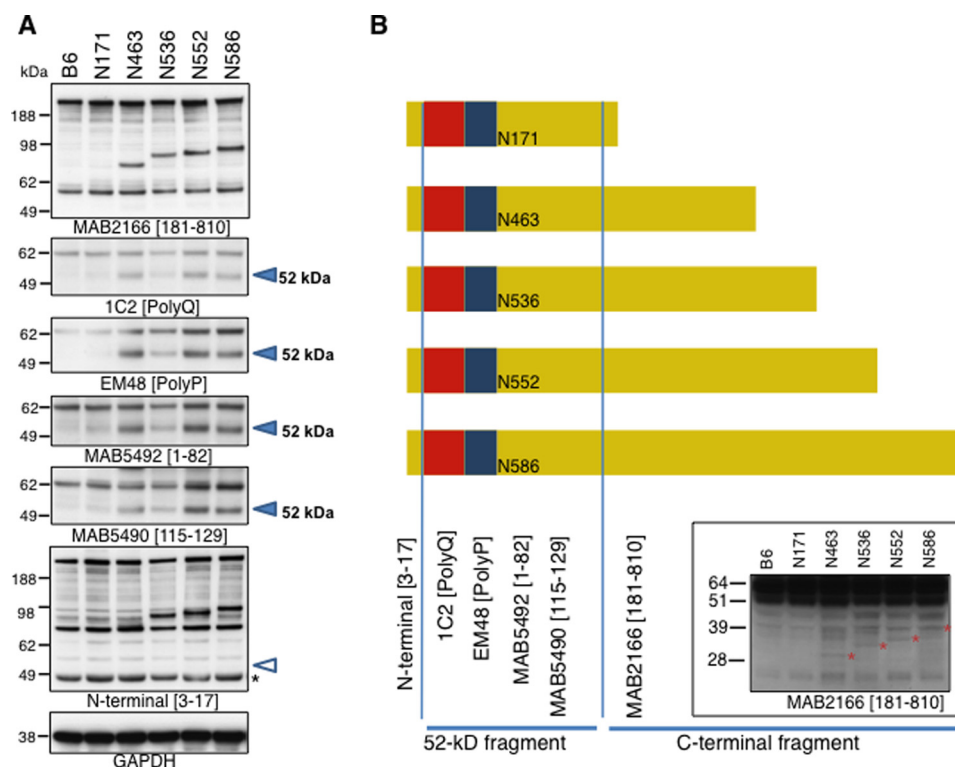 A
B6 N171 N463 N536 N552 N586
kDa
188
98
62
49
MAB2166 [181-810]
62
49
52 kDa
1C2 [PolyQ]
62
49
52 kDa
EM48 [PolyP]
62
49
52 kDa
MAB5492 [1-82]
62
49
52 kDa
MAB5490 [115-129]
188
98
62
49
*
N-terminal [3-17]
38
GAPDH
B
N171
N463
N536
N552
N586
N-terminal [3-17]
1C2 [PolyQ]
EM48 [PolyP]
MAB5492 [1-82]
MAB5490 [115-129]
MAB2166 [181-810]
B6 N171 N463 N536 N552 N586
64
51
39
28
* * * *
MAB2166 [181-810]
52-kD fragment
C-terminal fragment